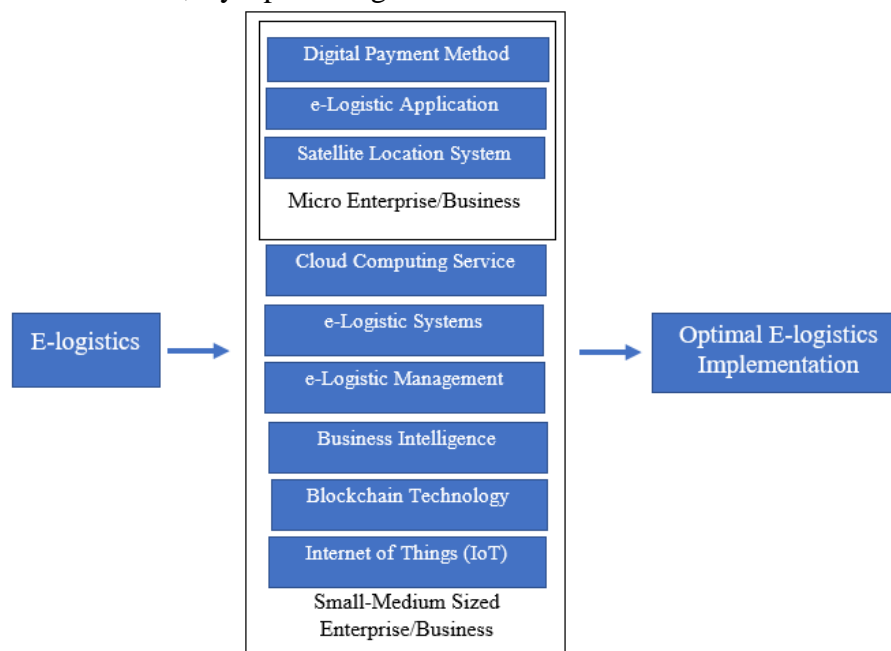 Digital Payment Method
e-Logistic Application
Satellite Location System
Micro Enterprise/Business
Cloud Computing Service
E-logistics
e-Logistic Systems
Optimal E-logistics
Implementation
e-Logistic Management
Business Intelligence
Blockchain Technology
Internet of Things (IoT)
Small-Medium Sized
Enterprise/Business